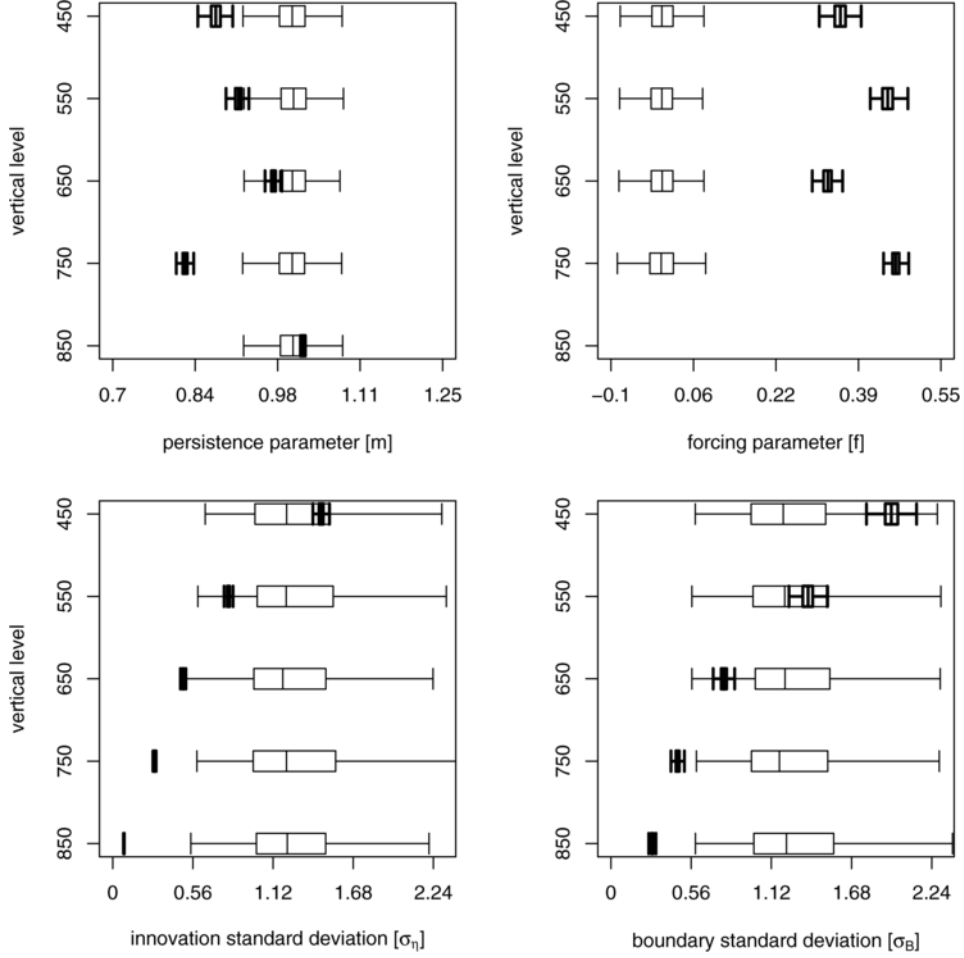 450
550
650
750
850
vertical level
0.7 0.84 0.98 1.11 1.25
persistence parameter [m]
450
550
650
750
850
vertical level
−0.1 0.06 0.22 0.39 0.55
forcing parameter [f]
450
550
650
750
850
vertical level
0 0.56 1.12 1.68 2.24
innovation standard deviation [ση]
450
550
650
750
850
0 0.56 1.12 1.68 2.24
boundary standard deviation [σB]